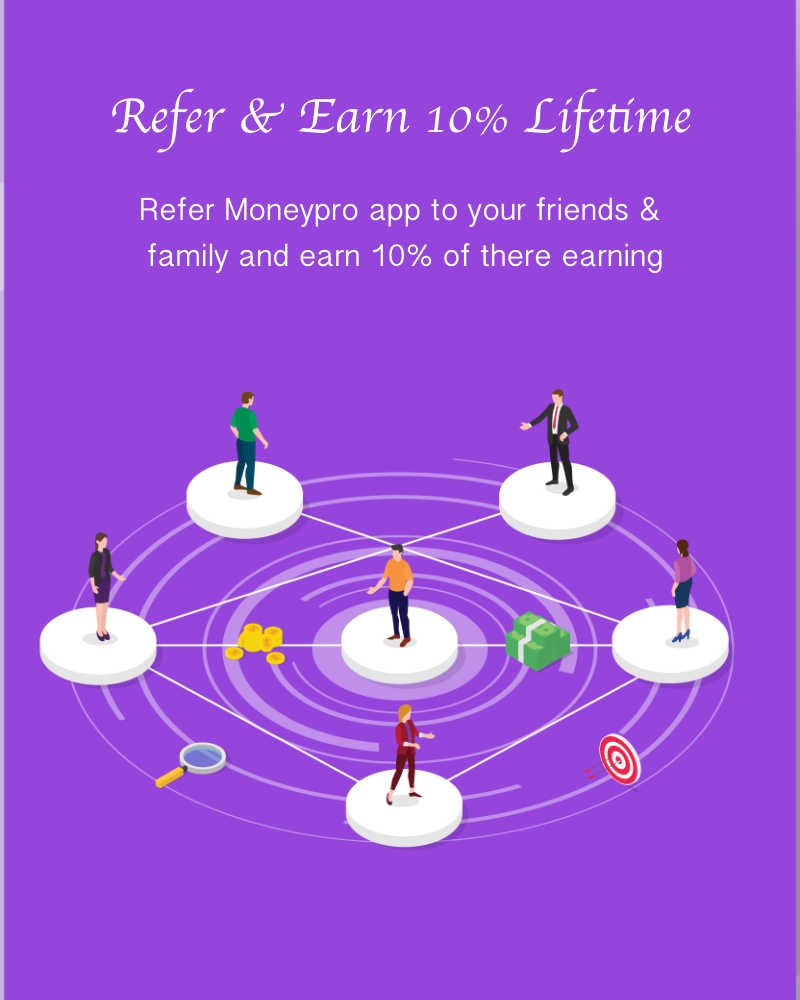 Refer & Earn 10% Lifetime
Refer Moneypro app to your friends &
family and earn 10% of there earning